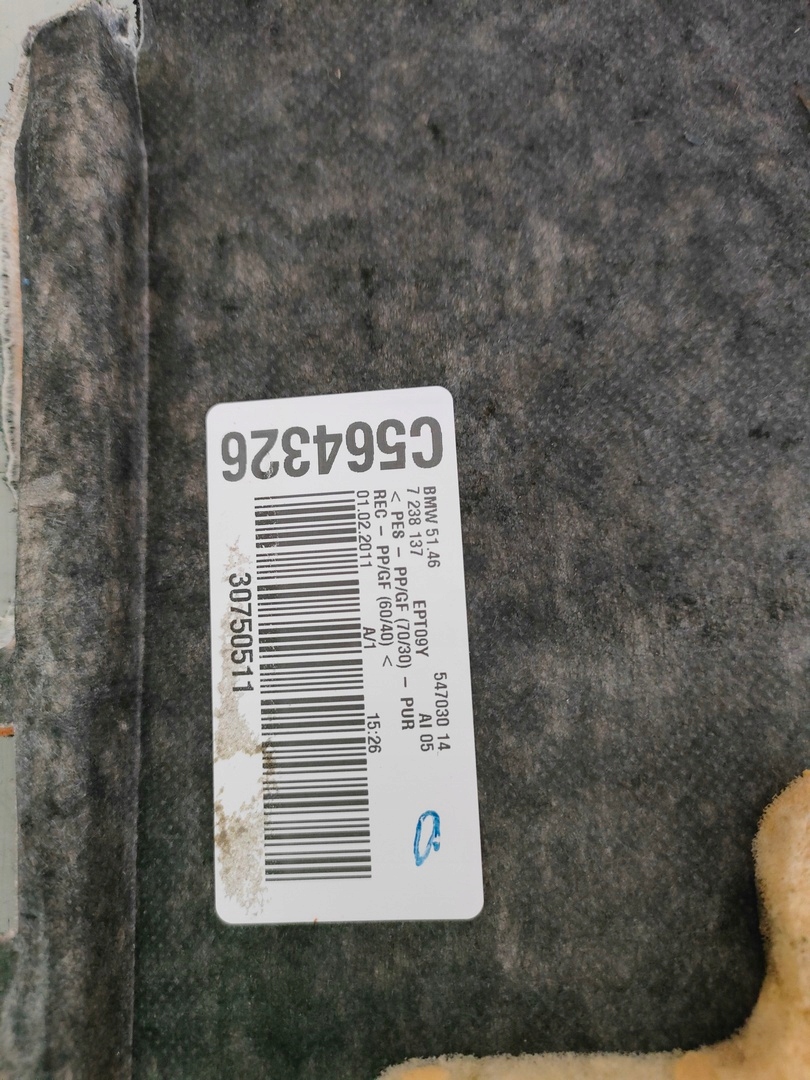 C564326
BMW 51.46 547030 14
7 238 137 EPT09Y AI 05
< PES - PP/GF (70/30) - PUR
REC - PP/GF (60/40) <
01.02.2011 A/1 15:26
30750511